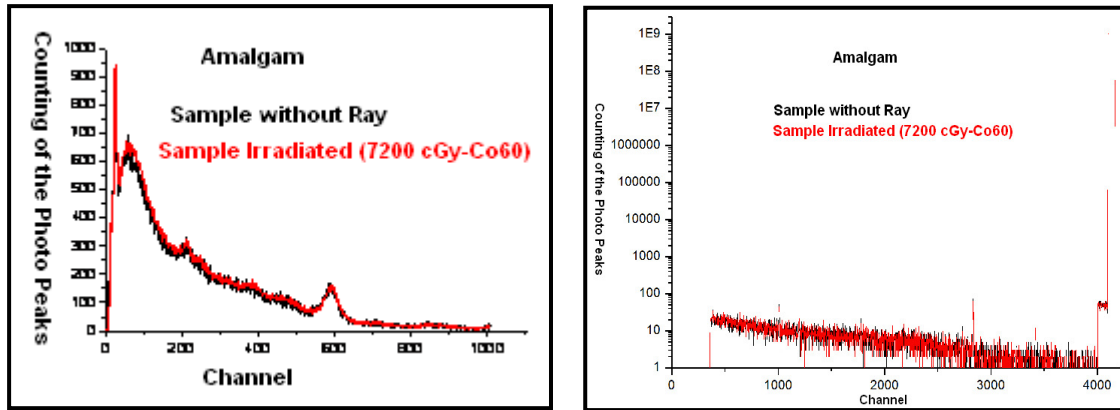 Counting of the Photo Peaks
1000
900
800
700
600
500
400
300
200
100
0
Amalgam
Sample without Ray
Sample Irradiated (7200 cGy-Co60)
0 200 400 600 800 1000
Channel
Counting of the Photo Peaks
1E9
1E8
1E7
1000000
100000
10000
1000
100
10
1
Amalgam
Sample without Ray
Sample Irradiated (7200 cGy-Co60)
0 1000 2000 3000 4000
Channel